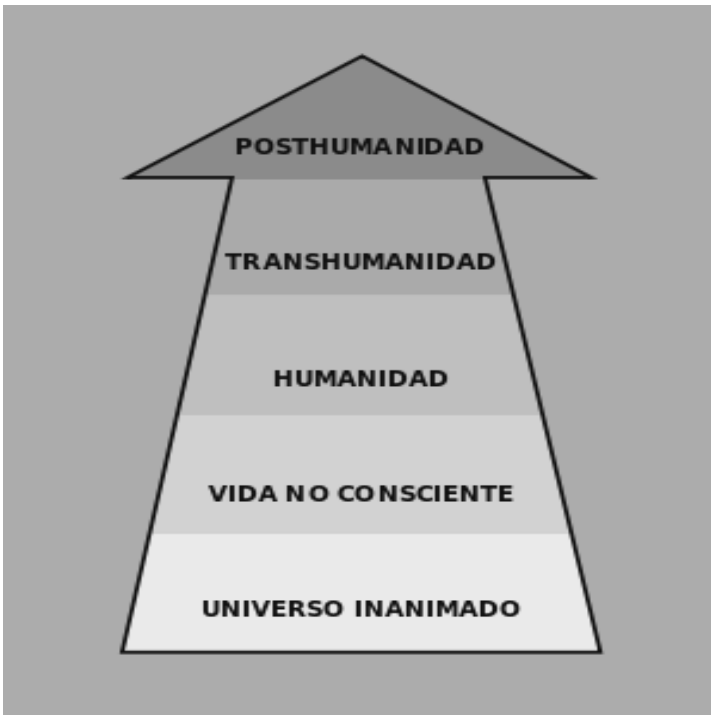 POSTHUMANIDAD
TRANSHUMANIDAD
HUMANIDAD
VIDA NO CONSCIENTE
UNIVERSO INANIMADO